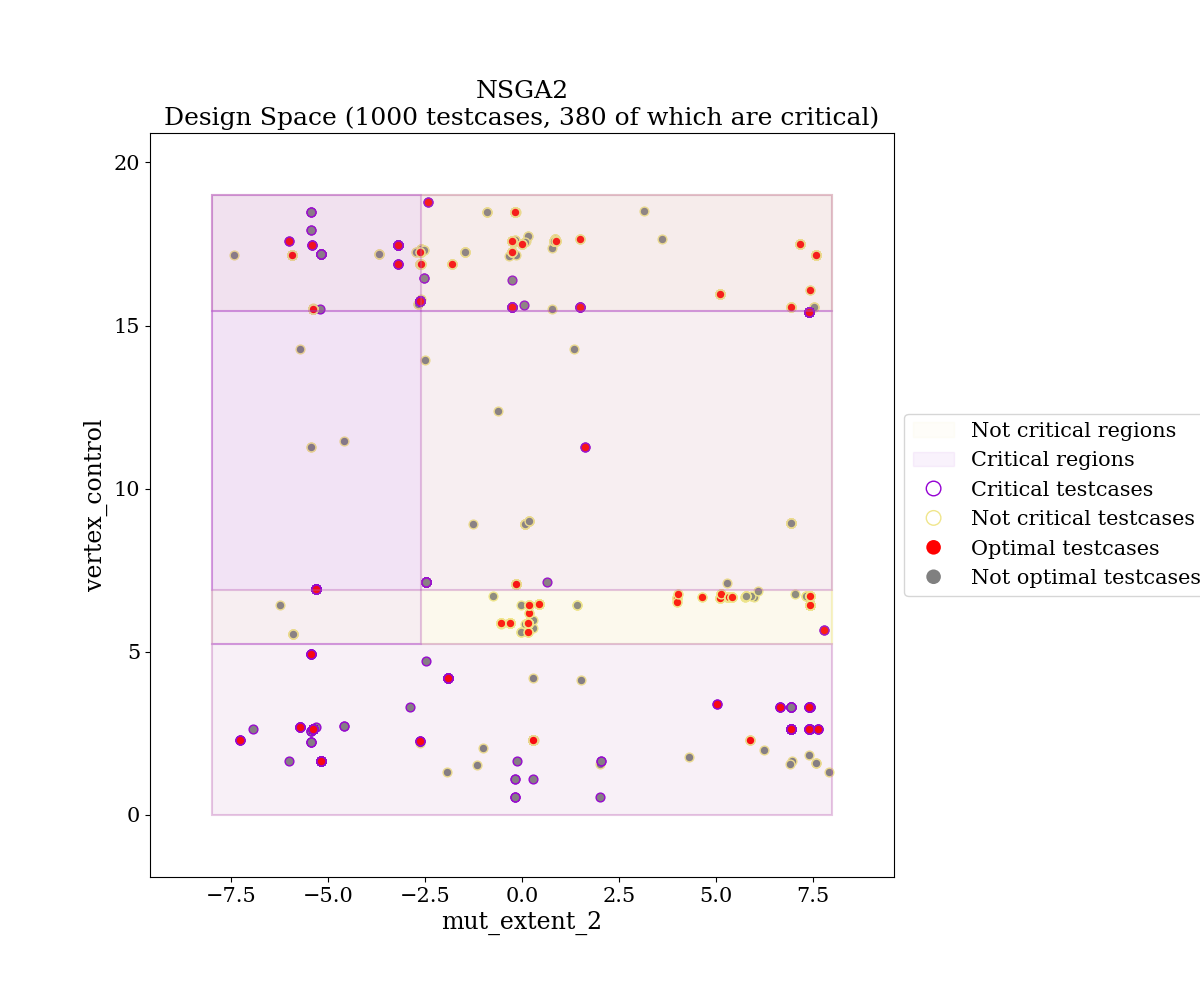 NSGA2
Design Space (1000 testcases, 380 of which are critical)
20
15
10
5
0
vertex_control
−7.5
−5.0
−2.5
0.0
2.5
5.0
7.5
mut_extent_2
Not critical regions
Critical regions
Critical testcases
Not critical testcases
Optimal testcases
Not optimal testcases